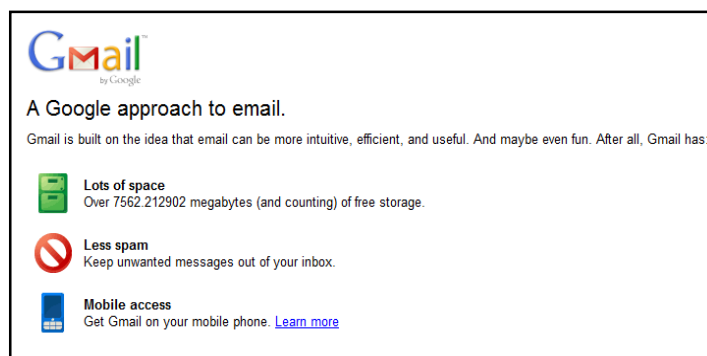 Gmail™
by Google
A Google approach to email.
Gmail is built on the idea that email can be more intuitive, efficient, and useful. And maybe even fun. After all, Gmail has:
Lots of space
Over 7562.212902 megabytes (and counting) of free storage.
Less spam
Keep unwanted messages out of your inbox.
Mobile access
Get Gmail on your mobile phone. Learn more